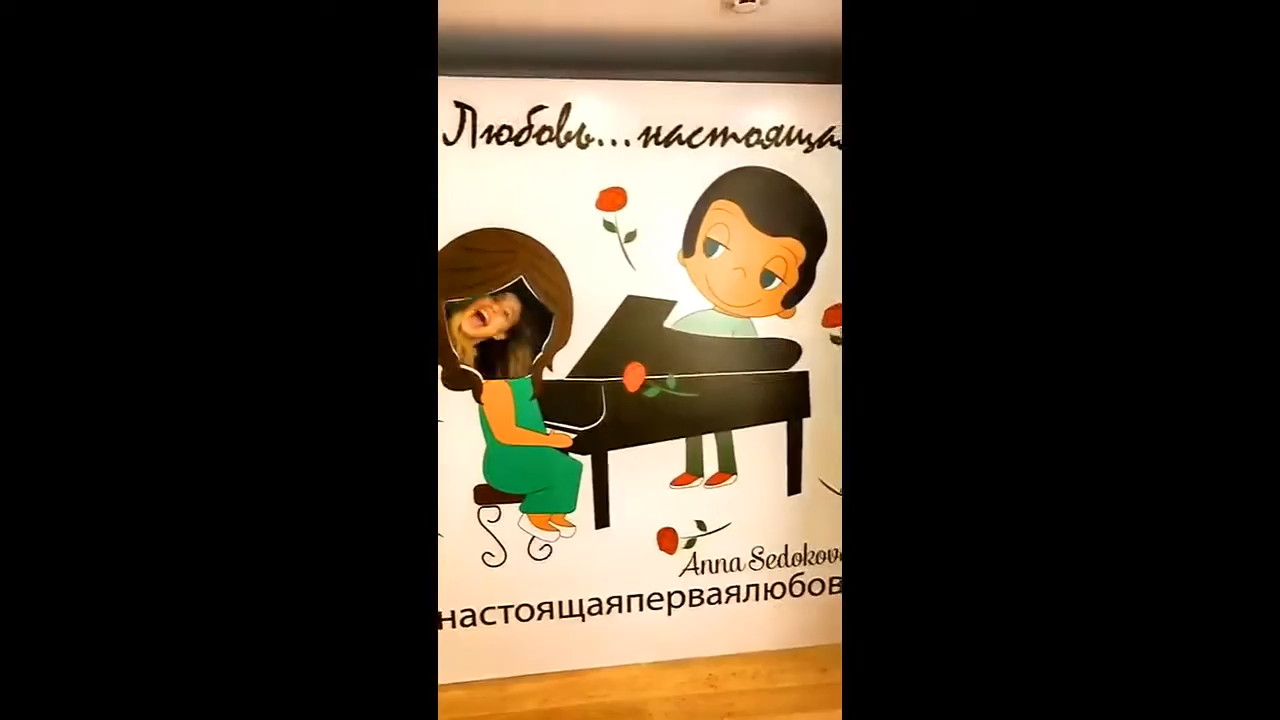 Любовь...настояща
Anna Sedokov
настоящаяперваялюбов